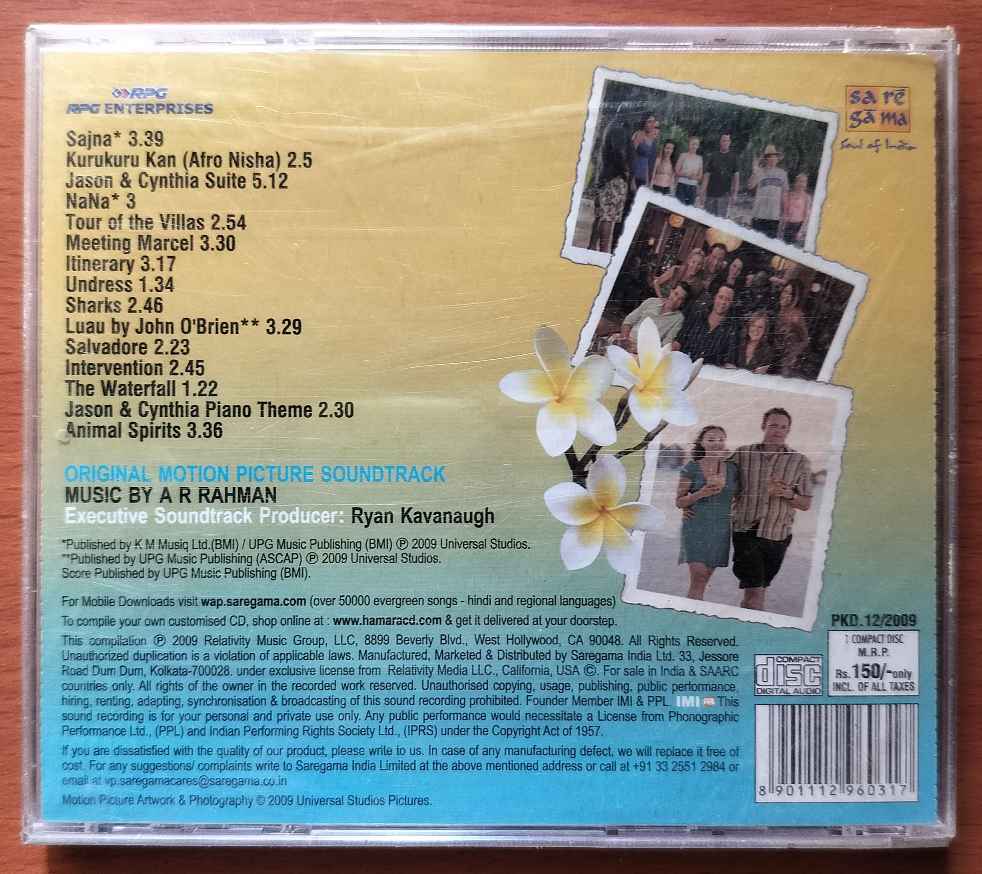 RPG
RPG ENTERPRISES
sa rē
gä ma
Soul of India
Sajna* 3.39
Kurukuru Kan (Afro Nisha) 2.5
Jason & Cynthia Suite 5.12
NaNa* 3
Tour of the Villas 2.54
Meeting Marcel 3.30
Itinerary 3.17
Undress 1.34
Sharks 2.46
Luau by John O'Brien** 3.29
Salvadore 2.23
Intervention 2.45
The Waterfall 1.22
Jason & Cynthia Piano Theme 2.30
Animal Spirits 3.36
ORIGINAL MOTION PICTURE SOUNDTRACK
MUSIC BY A R RAHMAN
Executive Soundtrack Producer: Ryan Kavanaugh
*Published by K M Musiq Ltd.(BMI) / UPG Music Publishing (BMI) ℗ 2009 Universal Studios.
**Published by UPG Music Publishing (ASCAP) ℗ 2009 Universal Studios.
Score Published by UPG Music Publishing (BMI).
For Mobile Downloads visit wap.saregama.com (over 50000 evergreen songs - hindi and regional languages)
To compile your own customised CD, shop online at : www.hamaracd.com & get it delivered at your doorstep.
This compilation ℗ 2009 Relativity Music Group, LLC, 8899 Beverly Blvd., West Hollywood, CA 90048. All Rights Reserved.
Unauthorized duplication is a violation of applicable laws. Manufactured, Marketed & Distributed by Saregama India Ltd. 33, Jessore
Road Dum Dum, Kolkata-700028. under exclusive license from Relativity Media LLC., California, USA ©. For sale in India & SAARC
countries only. All rights of the owner in the recorded work reserved. Unauthorised copying, usage, publishing, public performance,
hiring, renting, adapting, synchronisation & broadcasting of this sound recording prohibited. Founder Member IMI & PPL IMI This
sound recording is for your personal and private use only. Any public performance would necessitate a License from Phonographic
Performance Ltd., (PPL) and Indian Performing Rights Society Ltd., (IPRS) under the Copyright Act of 1957.
If you are dissatisfied with the quality of our product, please write to us. In case of any manufacturing defect, we will replace it free of
cost. For any suggestions/ complaints write to Saregama India Limited at the above mentioned address or call at +91 33 2551 2984 or
email at vp.saregamacares@saregama.co.in
Motion Picture Artwork & Photography © 2009 Universal Studios Pictures.
PKD.12/2009
1 COMPACT DISC
M.R.P.
Rs. 150/-only
INCL. OF ALL TAXES
COMPACT
disc
DIGITAL AUDIO
8 901112 960317